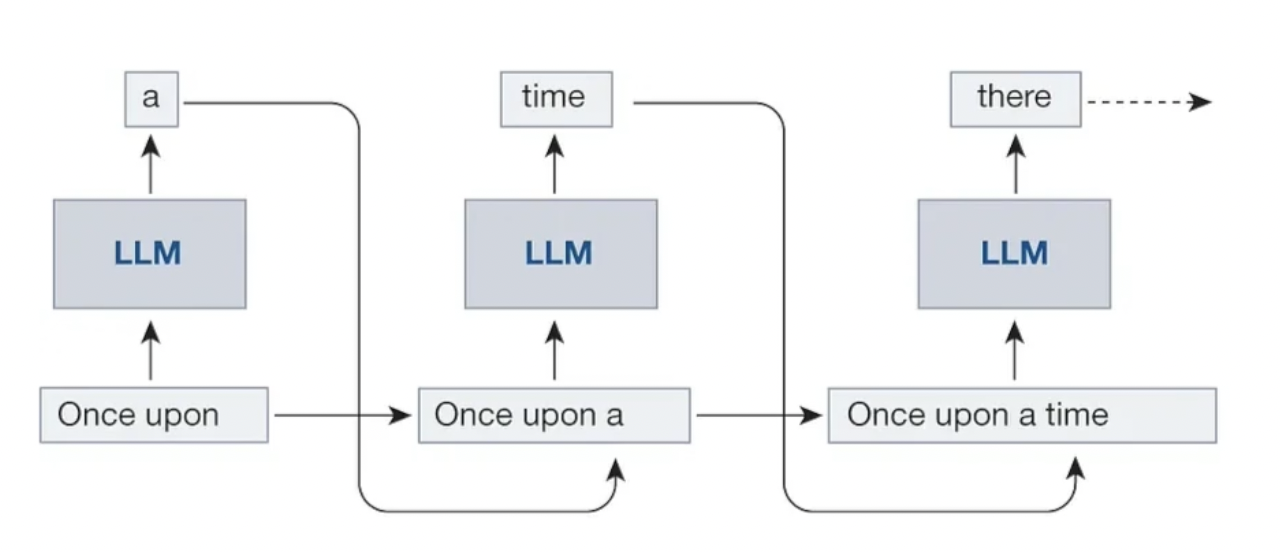 a
time
there
LLM
LLM
LLM
Once upon
Once upon a
Once upon a time